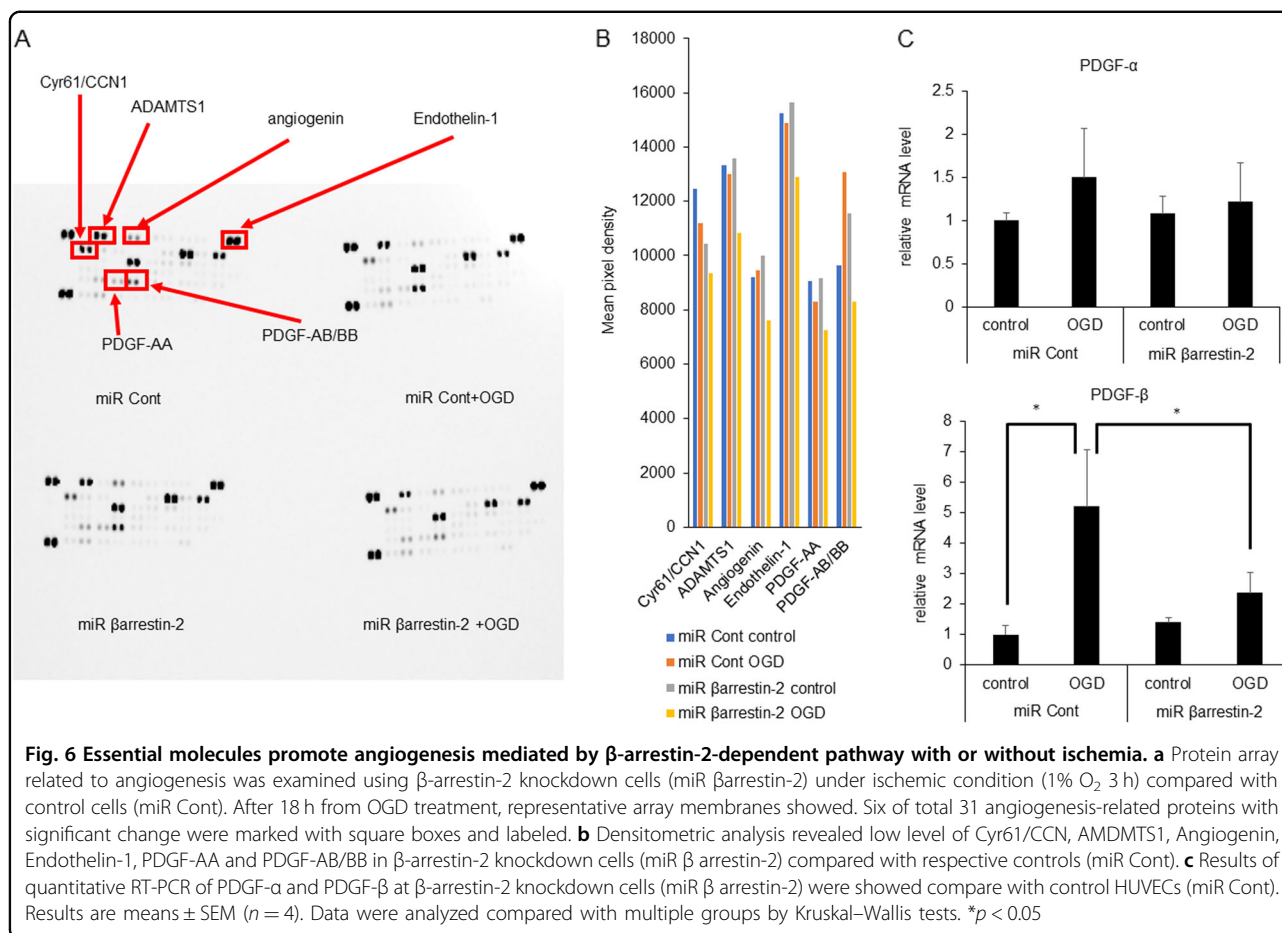 A
Cyr61/CCN1
ADAMTS1
angiogenin
Endothelin-1
PDGF-AA
PDGF-AB/BB
miR Cont
miR Cont+OGD
miR βarrestin-2
miR βarrestin-2 +OGD
B
18000
16000
14000
12000
10000
8000
6000
4000
2000
0
Mean pixel density
Cyr61/CCN1
ADAMTS1
Angiogenin
Endothelin-1
PDGF-AA
PDGF-AB/BB
miR Cont control
miR Cont OGD
miR βarrestin-2 control
miR βarrestin-2 OGD
C
PDGF-α
2.5
2
1.5
1
0.5
0
relative mRNA level
control OGD control OGD
miR Cont miR βarrestin-2
PDGF-β
8
7
6
5
4
3
2
1
0
relative mRNA level
* *
control OGD control OGD
miR Cont miR βarrestin-2
Fig. 6 Essential molecules promote angiogenesis mediated by β-arrestin-2-dependent pathway with or without ischemia. a Protein array
related to angiogenesis was examined using β-arrestin-2 knockdown cells (miR βarrestin-2) under ischemic condition (1% O₂ 3 h) compared with
control cells (miR Cont). After 18 h from OGD treatment, representative array membranes showed. Six of total 31 angiogenesis-related proteins with
significant change were marked with square boxes and labeled. b Densitometric analysis revealed low level of Cyr61/CCN, AMDMTS1, Angiogenin,
Endothelin-1, PDGF-AA and PDGF-AB/BB in β-arrestin-2 knockdown cells (miR β arrestin-2) compared with respective controls (miR Cont). c Results of
quantitative RT-PCR of PDGF-α and PDGF-β at β-arrestin-2 knockdown cells (miR β arrestin-2) were showed compare with control HUVECs (miR Cont).
Results are means ± SEM (n = 4). Data were analyzed compared with multiple groups by Kruskal–Wallis tests. *p < 0.05